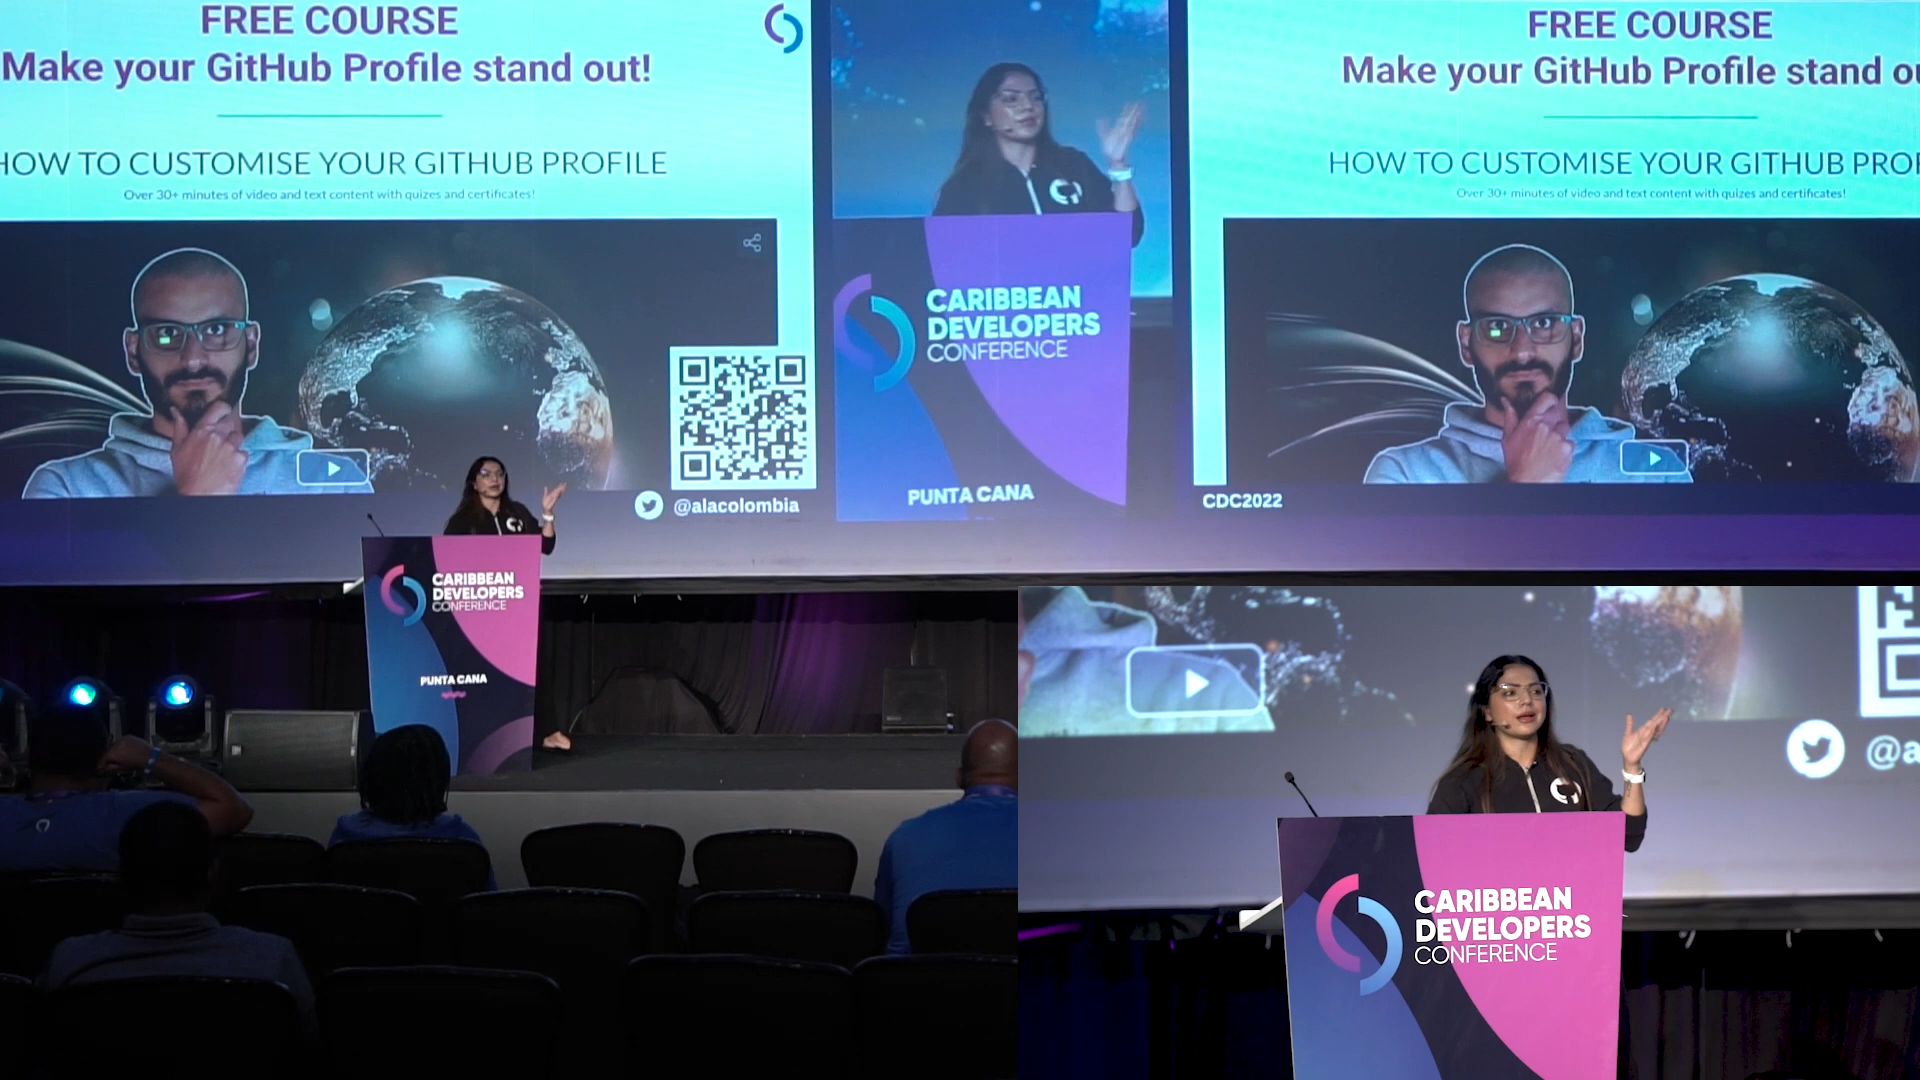 FREE COURSE
Make your GitHub Profile stand out!
HOW TO CUSTOMISE YOUR GITHUB PROFILE
Over 30+ minutes of video and text content with quizes and certificates!
@alacolombia
CARIBBEAN
DEVELOPERS
CONFERENCE
PUNTA CANA
FREE COURSE
Make your GitHub Profile stand ou
HOW TO CUSTOMISE YOUR GITHUB PROF
Over 30+ minutes of video and text content with quizes and certificates!
CDC2022
CARIBBEAN
DEVELOPERS
CONFERENCE
PUNTA CANA
@a
CARIBBEAN
DEVELOPERS
CONFERENCE